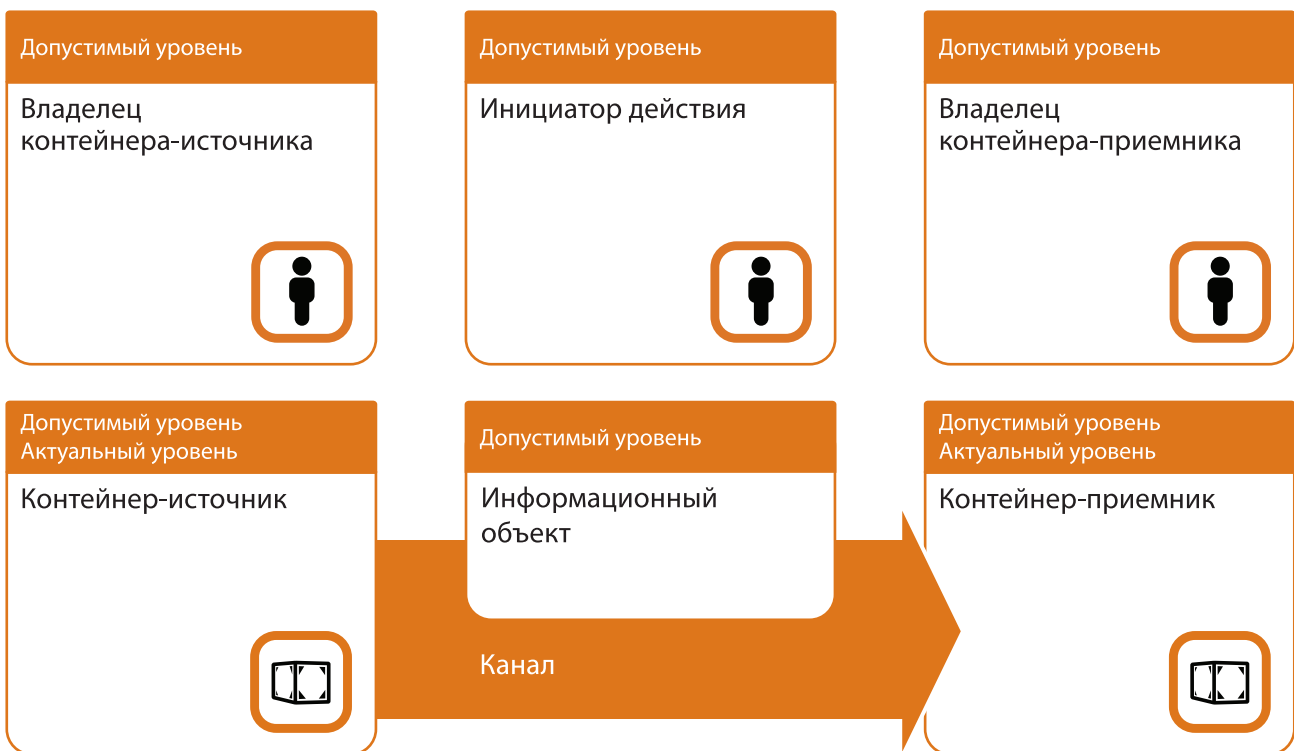 Допустимый уровень
Владелец
контейнера-источника
Допустимый уровень
Инициатор действия
Допустимый уровень
Владелец
контейнера-приемника
Допустимый уровень
Актуальный уровень
Контейнер-источник
Допустимый уровень
Информационный
объект
Канал
Допустимый уровень
Актуальный уровень
Контейнер-приемник